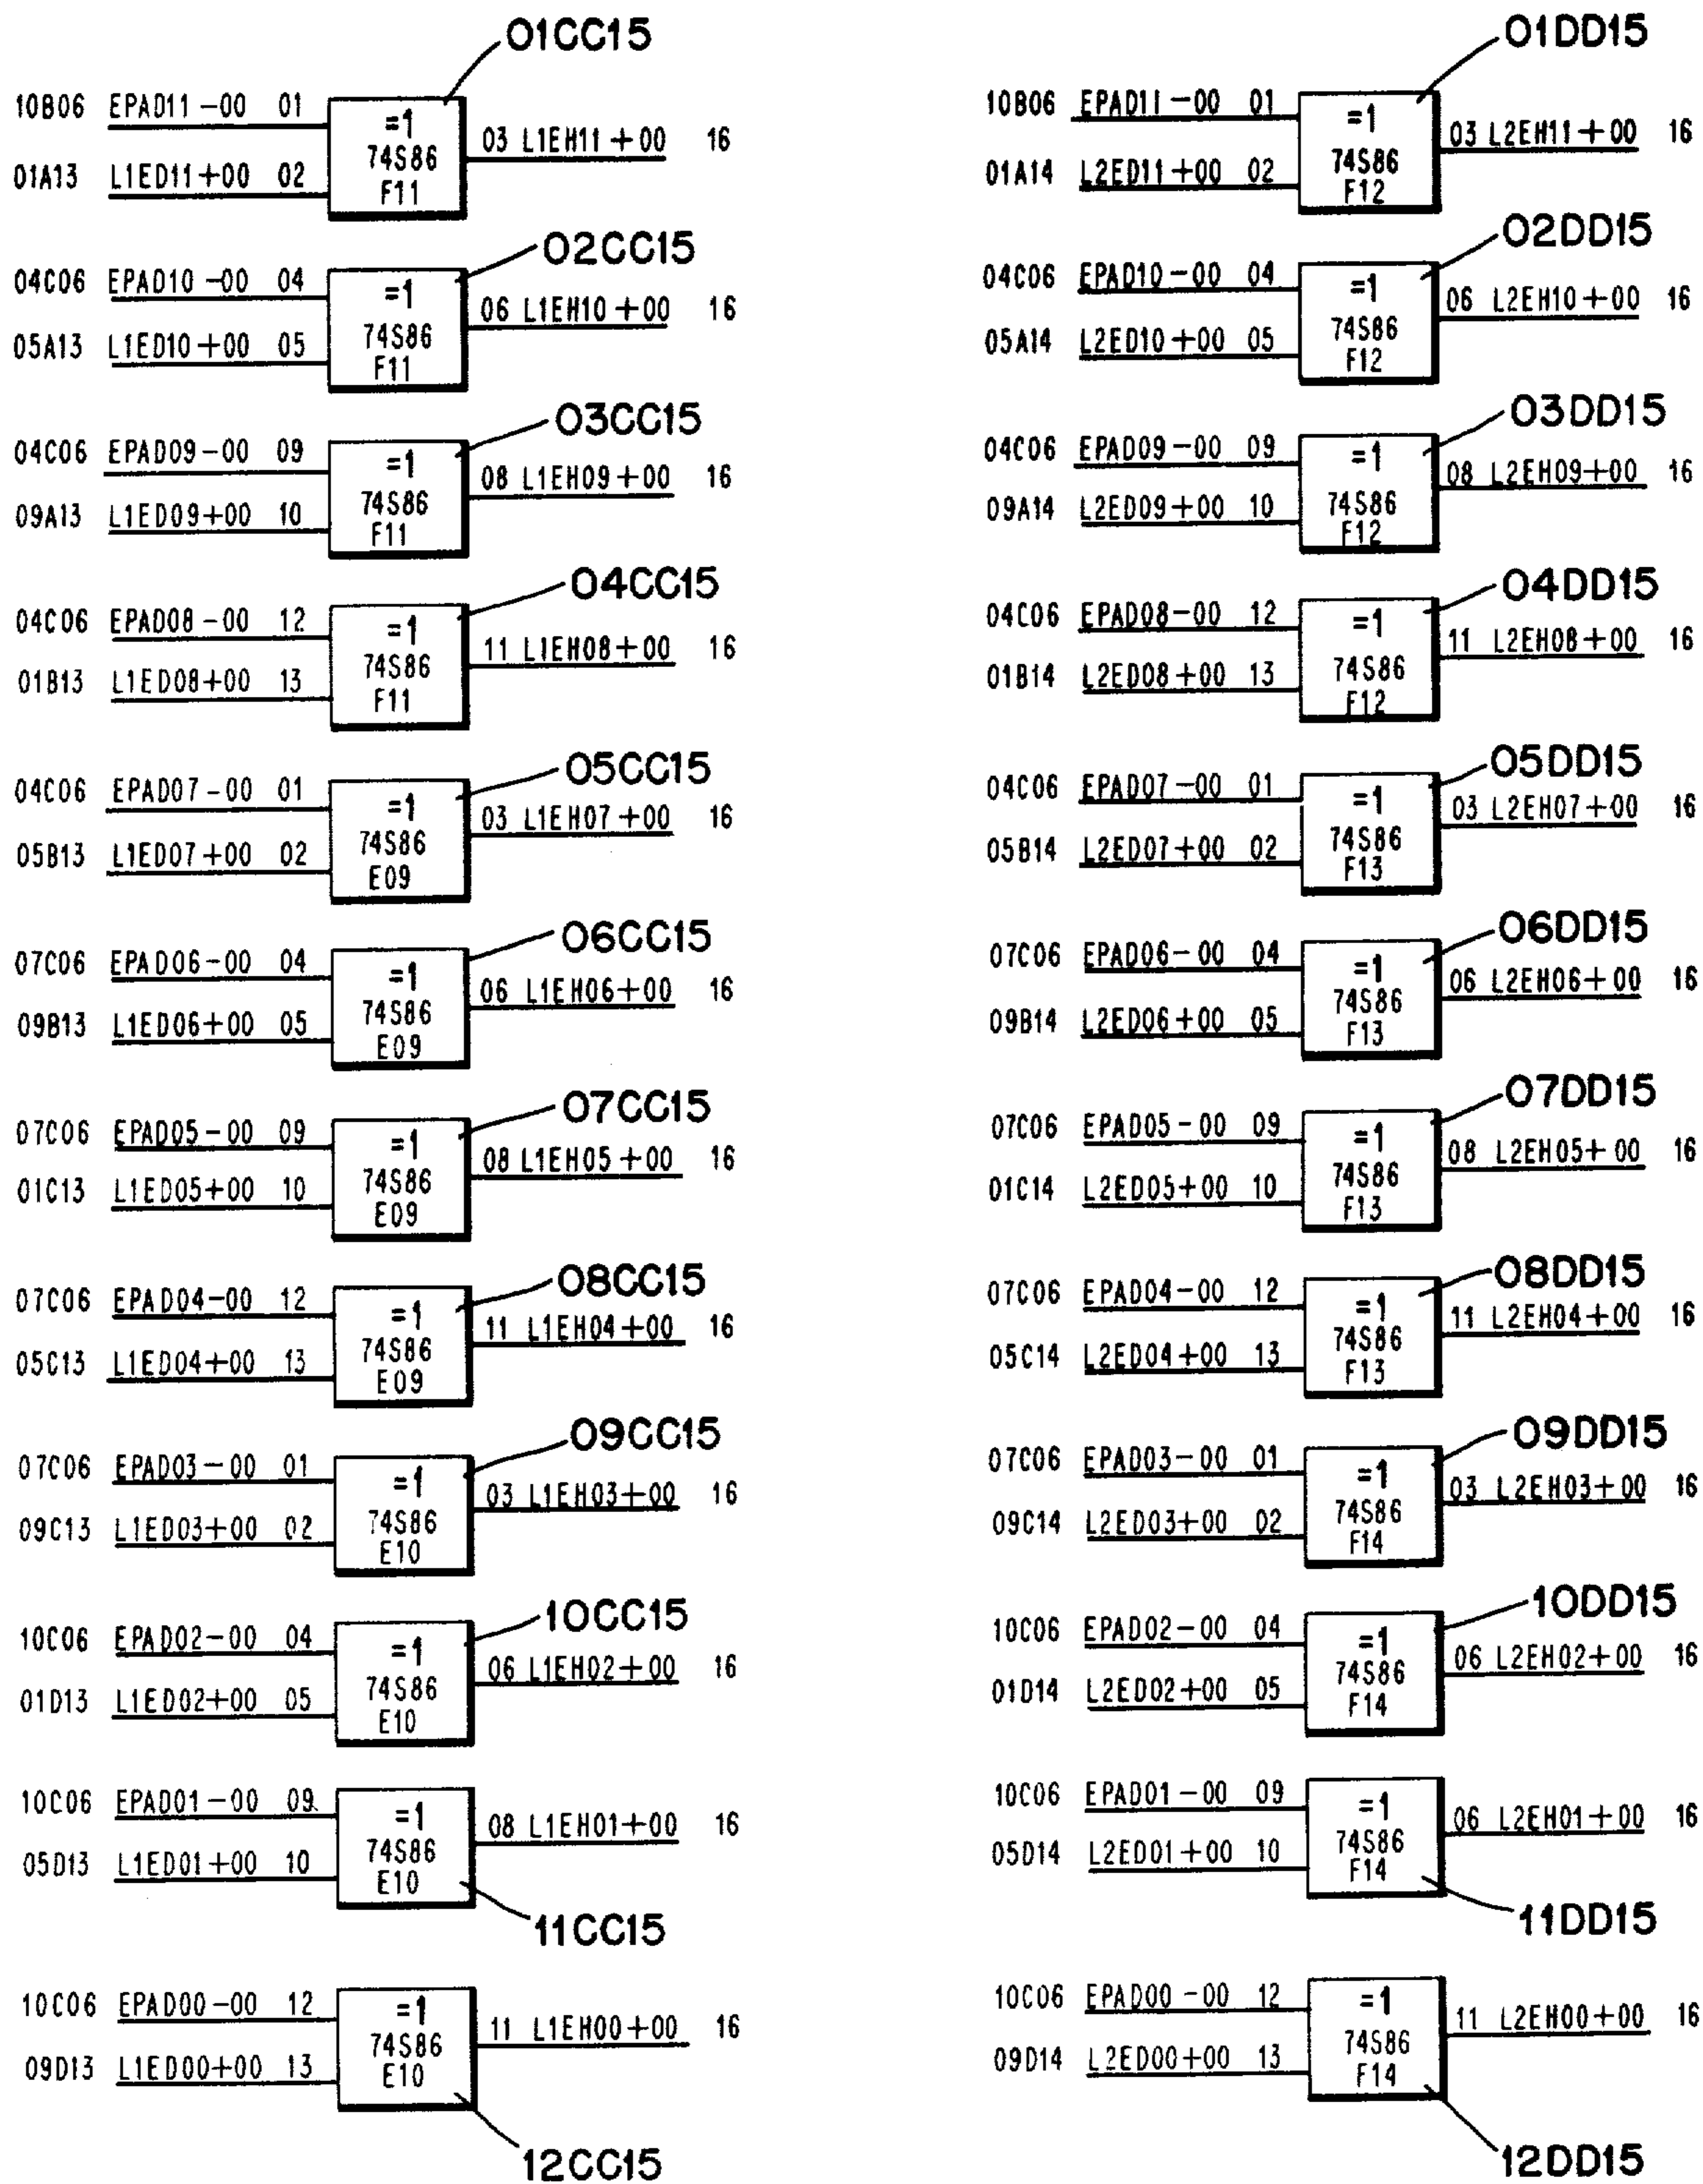 01CC15
10B06 EPAD11-00 01
=1
03 L1EH11+00 16
74S86
01A13 L1ED11+00 02
F11
02CC15
04C06 EPAD10-00 04
=1
06 L1EH10+00 16
74S86
05A13 L1ED10+00 05
F11
03CC15
04C06 EPAD09-00 09
=1
08 L1EH09+00 16
74S86
09A13 L1ED09+00 10
F11
04CC15
04C06 EPAD08-00 12
=1
11 L1EH08+00 16
74S86
01B13 L1ED08+00 13
F11
05CC15
04C06 EPAD07-00 01
=1
03 L1EH07+00 16
74S86
05B13 L1ED07+00 02
E09
06CC15
07C06 EPAD06-00 04
=1
06 L1EH06+00 16
74S86
09B13 L1ED06+00 05
E09
07CC15
07C06 EPAD05-00 09
=1
08 L1EH05+00 16
74S86
01C13 L1ED05+00 10
E09
08CC15
07C06 EPAD04-00 12
=1
11 L1EH04+00 16
74S86
05C13 L1ED04+00 13
E09
09CC15
07C06 EPAD03-00 01
=1
03 L1EH03+00 16
74S86
09C13 L1ED03+00 02
E10
10CC15
10C06 EPAD02-00 04
=1
06 L1EH02+00 16
74S86
01D13 L1ED02+00 05
E10
10C06 EPAD01-00 09
=1
08 L1EH01+00 16
74S86
05D13 L1ED01+00 10
E10
11CC15
10C06 EPAD00-00 12
=1
11 L1EH00+00 16
74S86
09D13 L1ED00+00 13
E10
12CC15
01DD15
10B06 EPAD11-00 01
=1
03 L2EH11+00 16
74S86
01A14 L2ED11+00 02
F12
02DD15
04C06 EPAD10-00 04
=1
06 L2EH10+00 16
74S86
05A14 L2ED10+00 05
F12
03DD15
04C06 EPAD09-00 09
=1
08 L2EH09+00 16
74S86
09A14 L2ED09+00 10
F12
04DD15
04C06 EPAD08-00 12
=1
11 L2EH08+00 16
74S86
01B14 L2ED08+00 13
F12
05DD15
04C06 EPAD07-00 01
=1
03 L2EH07+00 16
74S86
05B14 L2ED07+00 02
F13
06DD15
07C06 EPAD06-00 04
=1
06 L2EH06+00 16
74S86
09B14 L2ED06+00 05
F13
07DD15
07C06 EPAD05-00 09
=1
08 L2EH05+00 16
74S86
01C14 L2ED05+00 10
F13
08DD15
07C06 EPAD04-00 12
=1
11 L2EH04+00 16
74S86
05C14 L2ED04+00 13
F13
09DD15
07C06 EPAD03-00 01
=1
03 L2EH03+00 16
74S86
09C14 L2ED03+00 02
F14
10DD15
10C06 EPAD02-00 04
=1
06 L2EH02+00 16
74S86
01D14 L2ED02+00 05
F14
10C06 EPAD01-00 09
=1
06 L2EH01+00 16
74S86
05D14 L2ED01+00 10
F14
11DD15
10C06 EPAD00-00 12
=1
11 L2EH00+00 16
74S86
09D14 L2ED00+00 13
F14
12DD15